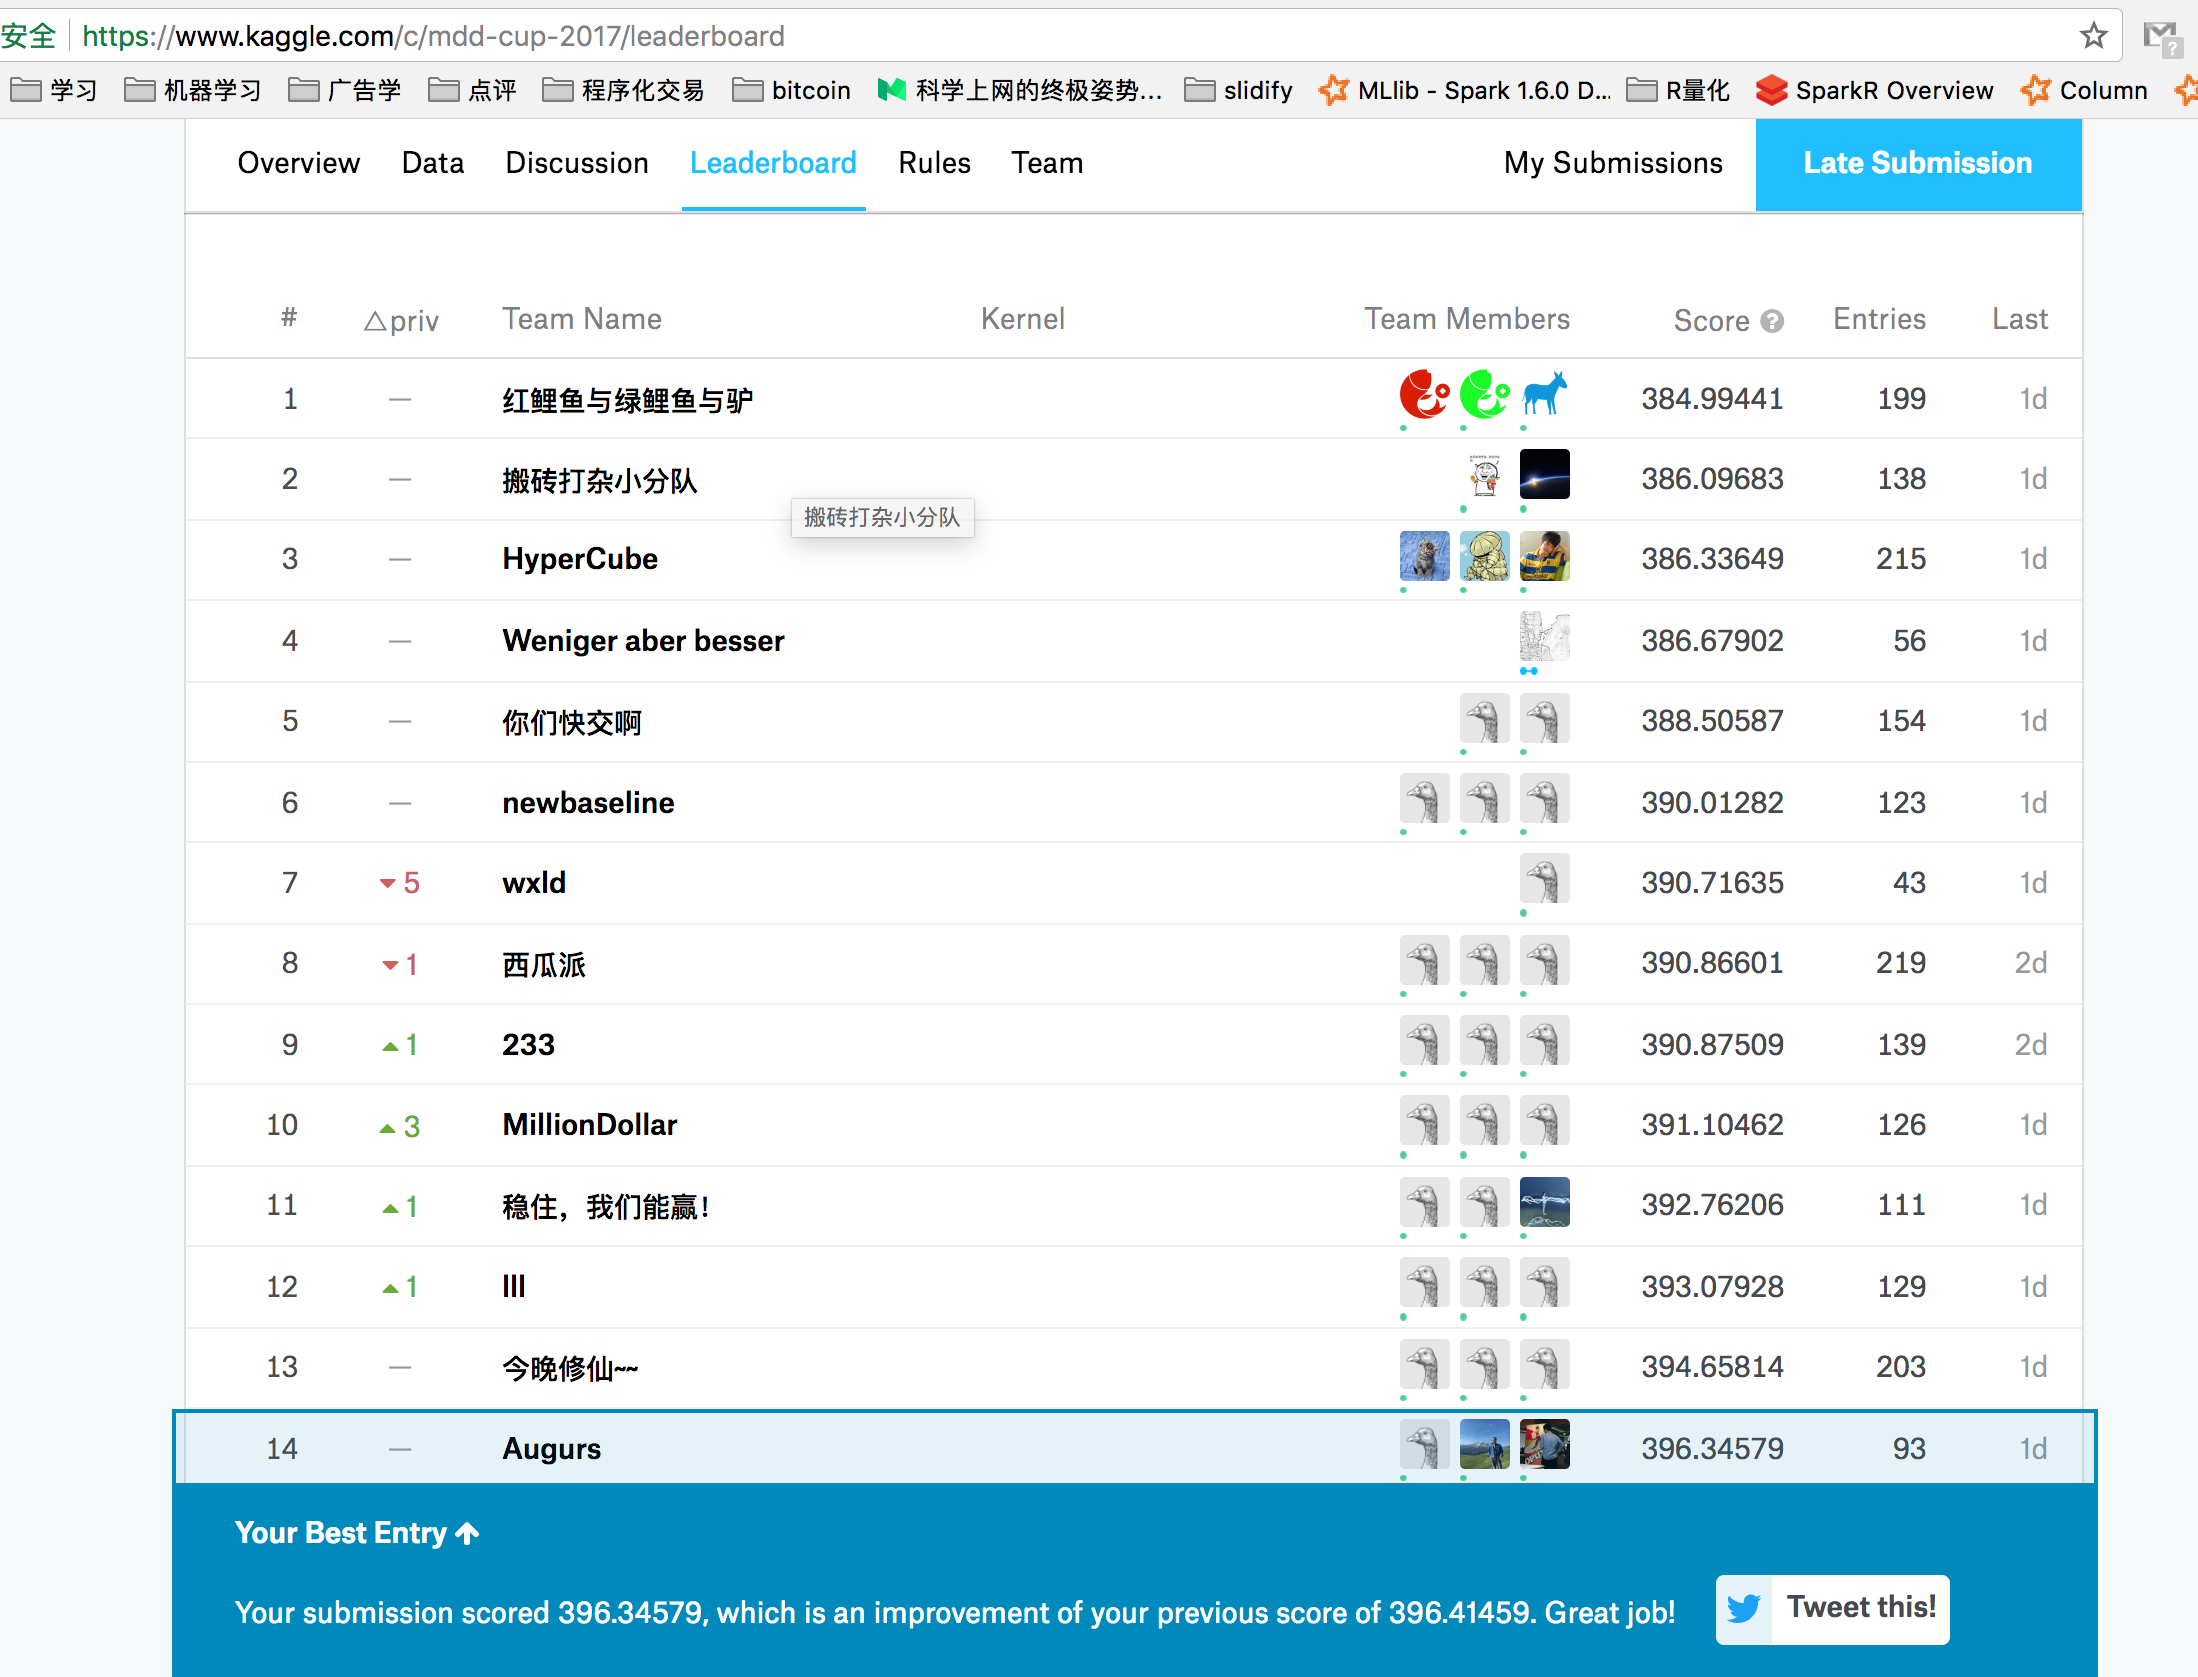 安全 https://www.kaggle.com/c/mdd-cup-2017/leaderboard
学习 机器学习 广告学 点评 程序化交易 bitcoin 科学上网的终极姿势... slidify MLlib - Spark 1.6.0 D... R量化 SparkR Overview Column
Overview Data Discussion Leaderboard Rules Team My Submissions Late Submission
# △priv Team Name Kernel Team Members Score ? Entries Last
1 — 红鲤鱼与绿鲤鱼与驴 384.99441 199 1d
2 — 搬砖打杂小分队 386.09683 138 1d
搬砖打杂小分队
3 — HyperCube 386.33649 215 1d
4 — Weniger aber besser 386.67902 56 1d
5 — 你们快交啊 388.50587 154 1d
6 — newbaseline 390.01282 123 1d
7 ▼5 wxld 390.71635 43 1d
8 ▼1 西瓜派 390.86601 219 2d
9 ▲1 233 390.87509 139 2d
10 ▲3 MillionDollar 391.10462 126 1d
11 ▲1 稳住，我们能赢！ 392.76206 111 1d
12 ▲1 lll 393.07928 129 1d
13 — 今晚修仙~~ 394.65814 203 1d
14 — Augurs 396.34579 93 1d
Your Best Entry ↑
Your submission scored 396.34579, which is an improvement of your previous score of 396.41459. Great job! Tweet this!